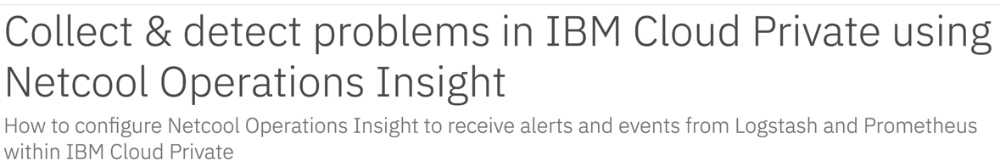 Collect & detect problems in IBM Cloud Private using
Netcool Operations Insight
How to configure Netcool Operations Insight to receive alerts and events from Logstash and Prometheus
within IBM Cloud Private